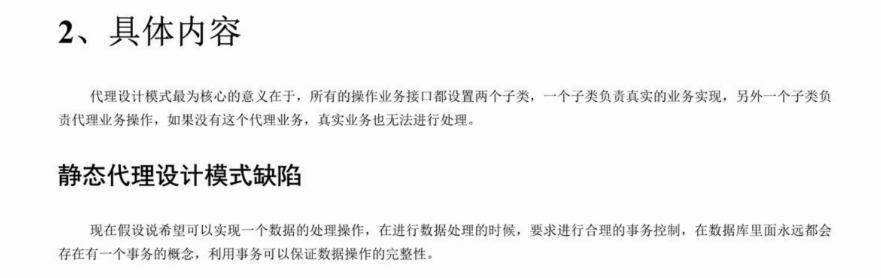 2、具体内容
代理设计模式最为核心的意义在于，所有的操作业务接口都设置两个子类，一个子类负责真实的业务实现，另外一个子类负
责代理业务操作，如果没有这个代理业务，真实业务也无法进行处理。
静态代理设计模式缺陷
现在假设说希望可以实现一个数据的处理操作，在进行数据处理的时候，要求进行合理的事务控制，在数据库里面永远都会
存在有一个事务的概念，利用事务可以保证数据操作的完整性。